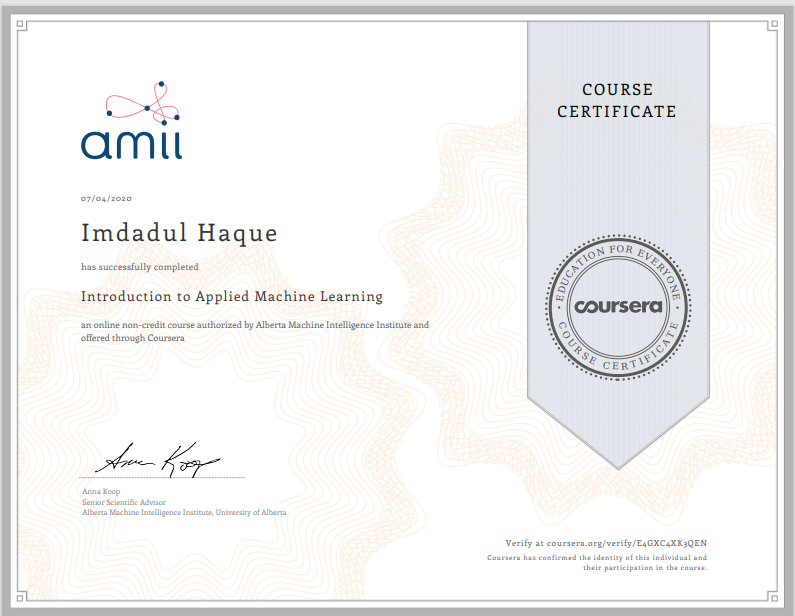 COURSE
CERTIFICATE
amii
07/04/2020
Imdadul Haque
has successfully completed
Introduction to Applied Machine Learning
an online non-credit course authorized by Alberta Machine Intelligence Institute and
offered through Coursera
EDUCATION FOR EVERYONE
coursera
COURSE CERTIFICATE
Anna Koop
Anna Koop
Senior Scientific Advisor
Alberta Machine Intelligence Institute, University of Alberta
Verify at coursera.org/verify/E4GXC4XK3QEN
Coursera has confirmed the identity of this individual and
their participation in the course.